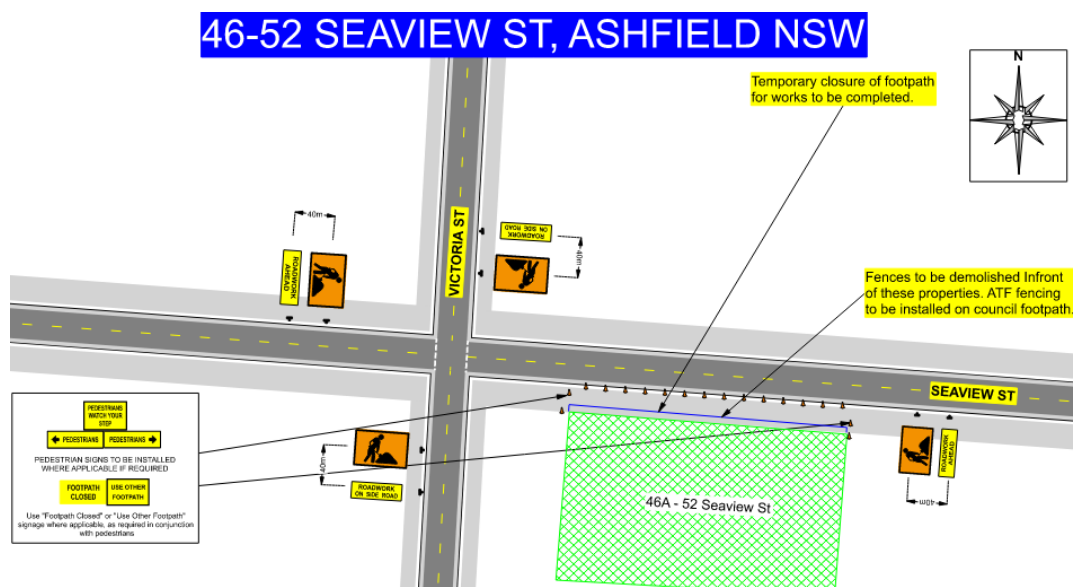 46-52 SEAVIEW ST, ASHFIELD NSW
Temporary closure of footpath
for works to be completed.
N
40m
ROADWORK
AHEAD
VICTORIA ST
ROADWORK
ON SIDE ROAD
40m
Fences to be demolished Infront
of these properties. ATF fencing
to be installed on council footpath.
SEAVIEW ST
PEDESTRIANS
WATCH YOUR
STEP
PEDESTRIANS
PEDESTRIANS
PEDESTRIAN SIGNS TO BE INSTALLED
WHERE APPLICABLE IF REQUIRED
FOOTPATH
CLOSED
USE OTHER
FOOTPATH
Use "Footpath Closed" or "Use Other Footpath"
signage where applicable, as required in conjunction
with pedestrians
40m
ROADWORK
ON SIDE ROAD
46A - 52 Seaview St
ROADWORK
AHEAD
40m